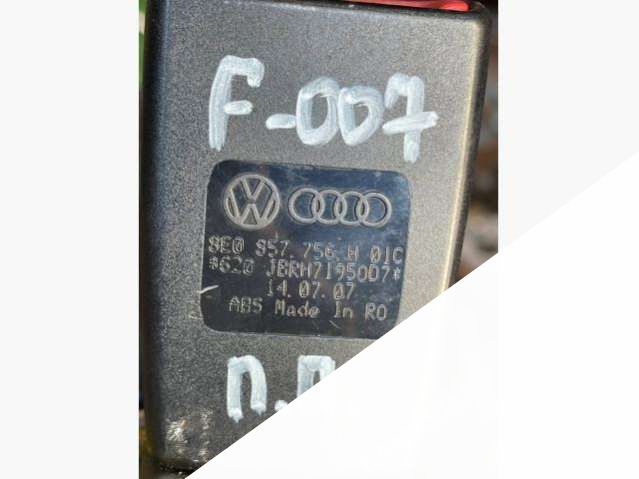 F-007
8E0 857 756 H 01C
*620 JBRH7195007*
14.07.07
ABS Made In RO